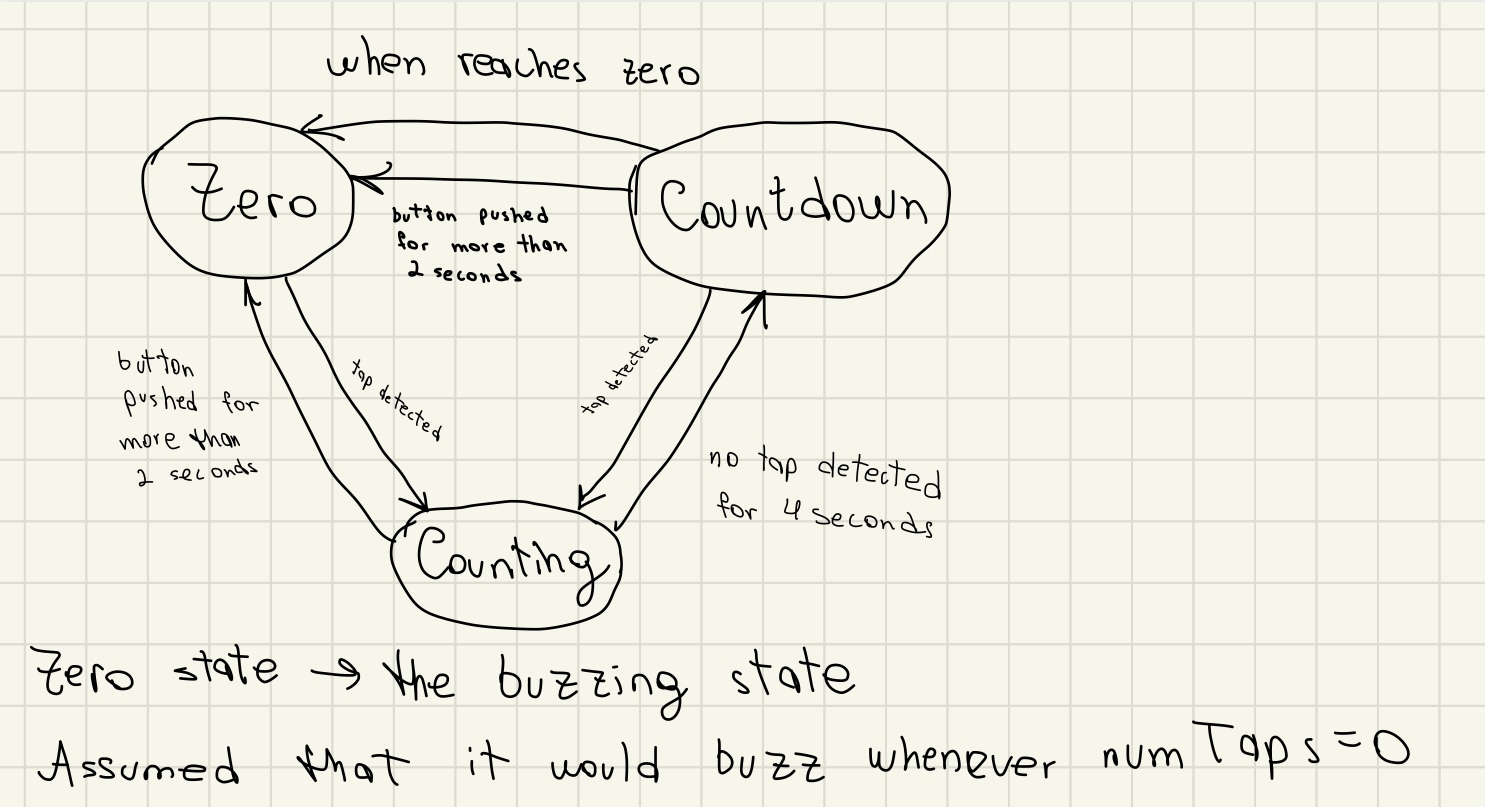 when reaches zero
Zero
Countdown
button pushed
for more than
2 seconds
button
pushed for
more than
2 seconds
tap detected
tap detected
no tap detected
for 4 seconds
Counting
Zero state → the buzzing state
Assumed that it would buzz whenever numTaps=0